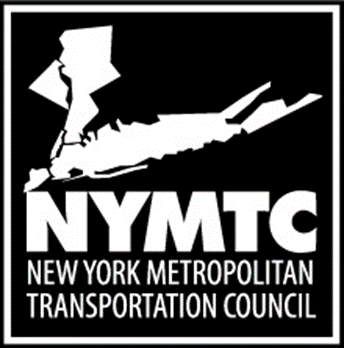 NYMTC
NEW YORK METROPOLITAN
TRANSPORTATION COUNCIL